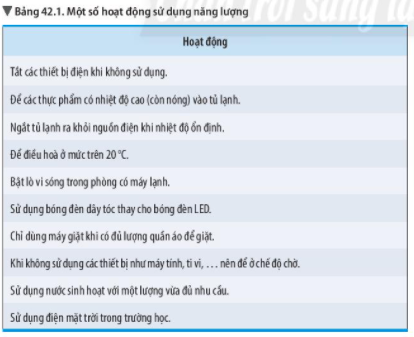 ▼ Bảng 42.1. Một số hoạt động sử dụng năng lượng
Hoạt động
Tắt các thiết bị điện khi không sử dụng.
Để các thực phẩm có nhiệt độ cao (còn nóng) vào tủ lạnh.
Ngắt tủ lạnh ra khỏi nguồn điện khi nhiệt độ ổn định.
Để điều hoà ở mức trên 20 °C.
Bật lò vi sóng trong phòng có máy lạnh.
Sử dụng bóng đèn dây tóc thay cho bóng đèn LED.
Chỉ dùng máy giặt khi có đủ lượng quần áo để giặt.
Khi không sử dụng các thiết bị như máy tính, ti vi, … nên để ở chế độ chờ.
Sử dụng nước sinh hoạt với một lượng vừa đủ nhu cầu.
Sử dụng điện mặt trời trong trường học.